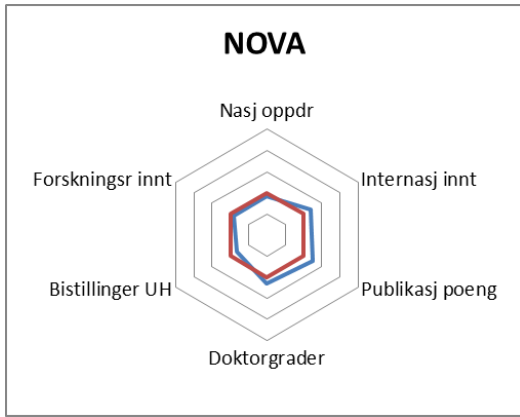 NOVA
Nasj oppdr
Forskningsr innt
Internasj innt
Bistillinger UH
Publikasj poeng
Doktorgrader